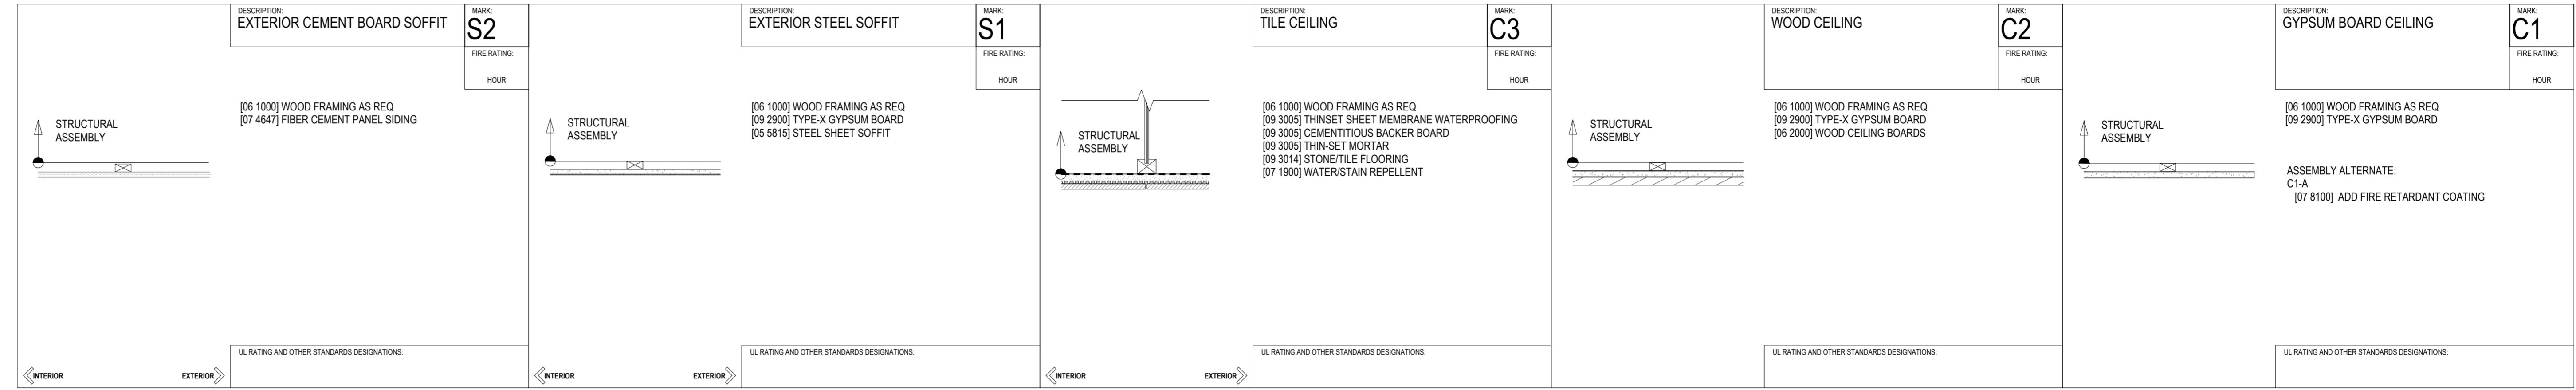 DESCRIPTION:
EXTERIOR CEMENT BOARD SOFFIT
MARK:
S2
FIRE RATING:
HOUR
STRUCTURAL
ASSEMBLY
[06 1000] WOOD FRAMING AS REQ
[07 4647] FIBER CEMENT PANEL SIDING
UL RATING AND OTHER STANDARDS DESIGNATIONS:
INTERIOR
EXTERIOR
DESCRIPTION:
EXTERIOR STEEL SOFFIT
MARK:
S1
FIRE RATING:
HOUR
STRUCTURAL
ASSEMBLY
[06 1000] WOOD FRAMING AS REQ
[09 2900] TYPE-X GYPSUM BOARD
[05 5815] STEEL SHEET SOFFIT
UL RATING AND OTHER STANDARDS DESIGNATIONS:
INTERIOR
EXTERIOR
DESCRIPTION:
TILE CEILING
MARK:
C3
FIRE RATING:
HOUR
STRUCTURAL
ASSEMBLY
[06 1000] WOOD FRAMING AS REQ
[09 3005] THINSET SHEET MEMBRANE WATERPROOFING
[09 3005] CEMENTITIOUS BACKER BOARD
[09 3005] THIN-SET MORTAR
[09 3014] STONE/TILE FLOORING
[07 1900] WATER/STAIN REPELLENT
UL RATING AND OTHER STANDARDS DESIGNATIONS:
INTERIOR
EXTERIOR
DESCRIPTION:
WOOD CEILING
MARK:
C2
FIRE RATING:
HOUR
STRUCTURAL
ASSEMBLY
[06 1000] WOOD FRAMING AS REQ
[09 2900] TYPE-X GYPSUM BOARD
[06 2000] WOOD CEILING BOARDS
UL RATING AND OTHER STANDARDS DESIGNATIONS:
DESCRIPTION:
GYPSUM BOARD CEILING
MARK:
C1
FIRE RATING:
HOUR
STRUCTURAL
ASSEMBLY
[06 1000] WOOD FRAMING AS REQ
[09 2900] TYPE-X GYPSUM BOARD
ASSEMBLY ALTERNATE:
C1-A
[07 8100] ADD FIRE RETARDANT COATING
UL RATING AND OTHER STANDARDS DESIGNATIONS: